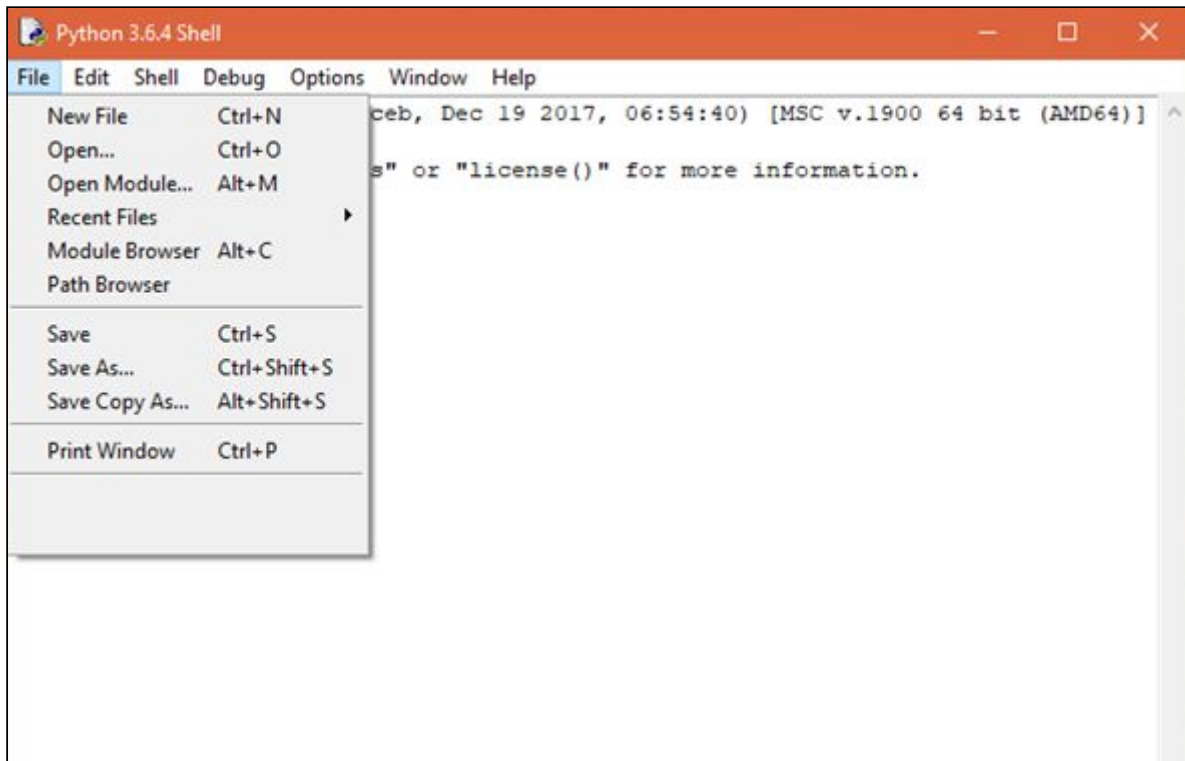 Python 3.6.4 Shell
File Edit Shell Debug Options Window Help
New File Ctrl+N
Open... Ctrl+O
Open Module... Alt+M
Recent Files
Module Browser Alt+C
Path Browser
Save Ctrl+S
Save As... Ctrl+Shift+S
Save Copy As... Alt+Shift+S
Print Window Ctrl+P
ceb, Dec 19 2017, 06:54:40) [MSC v.1900 64 bit (AMD64)]
s" or "license()" for more information.